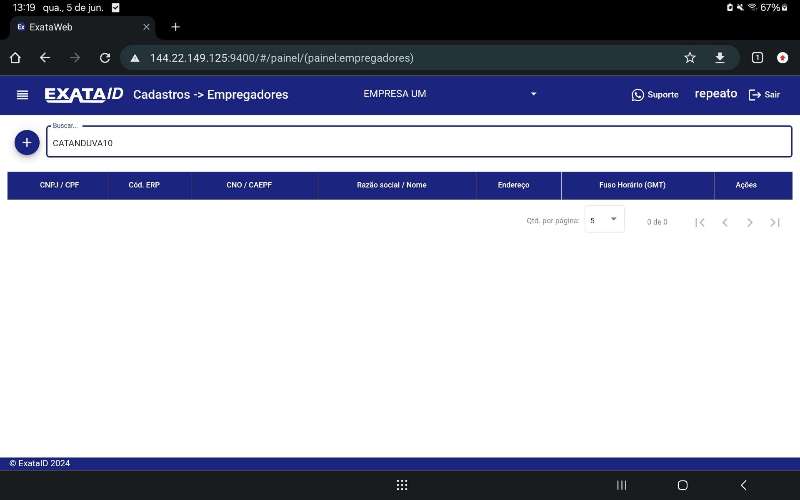 13:19 qua., 5 de jun. 67%
Ex ExataWeb
144.22.149.125:9400/#/painel/(painel:empregadores) 1
EXATAID Cadastros -> Empregadores EMPRESA UM Suporte repeato Sair
Buscar...
CATANDUVA10
CNPJ / CPF Cód. ERP CNO / CAEPF Razão social / Nome Endereço Fuso Horário (GMT) Ações
Qtd. por página: 5 0 de 0
© ExataID 2024